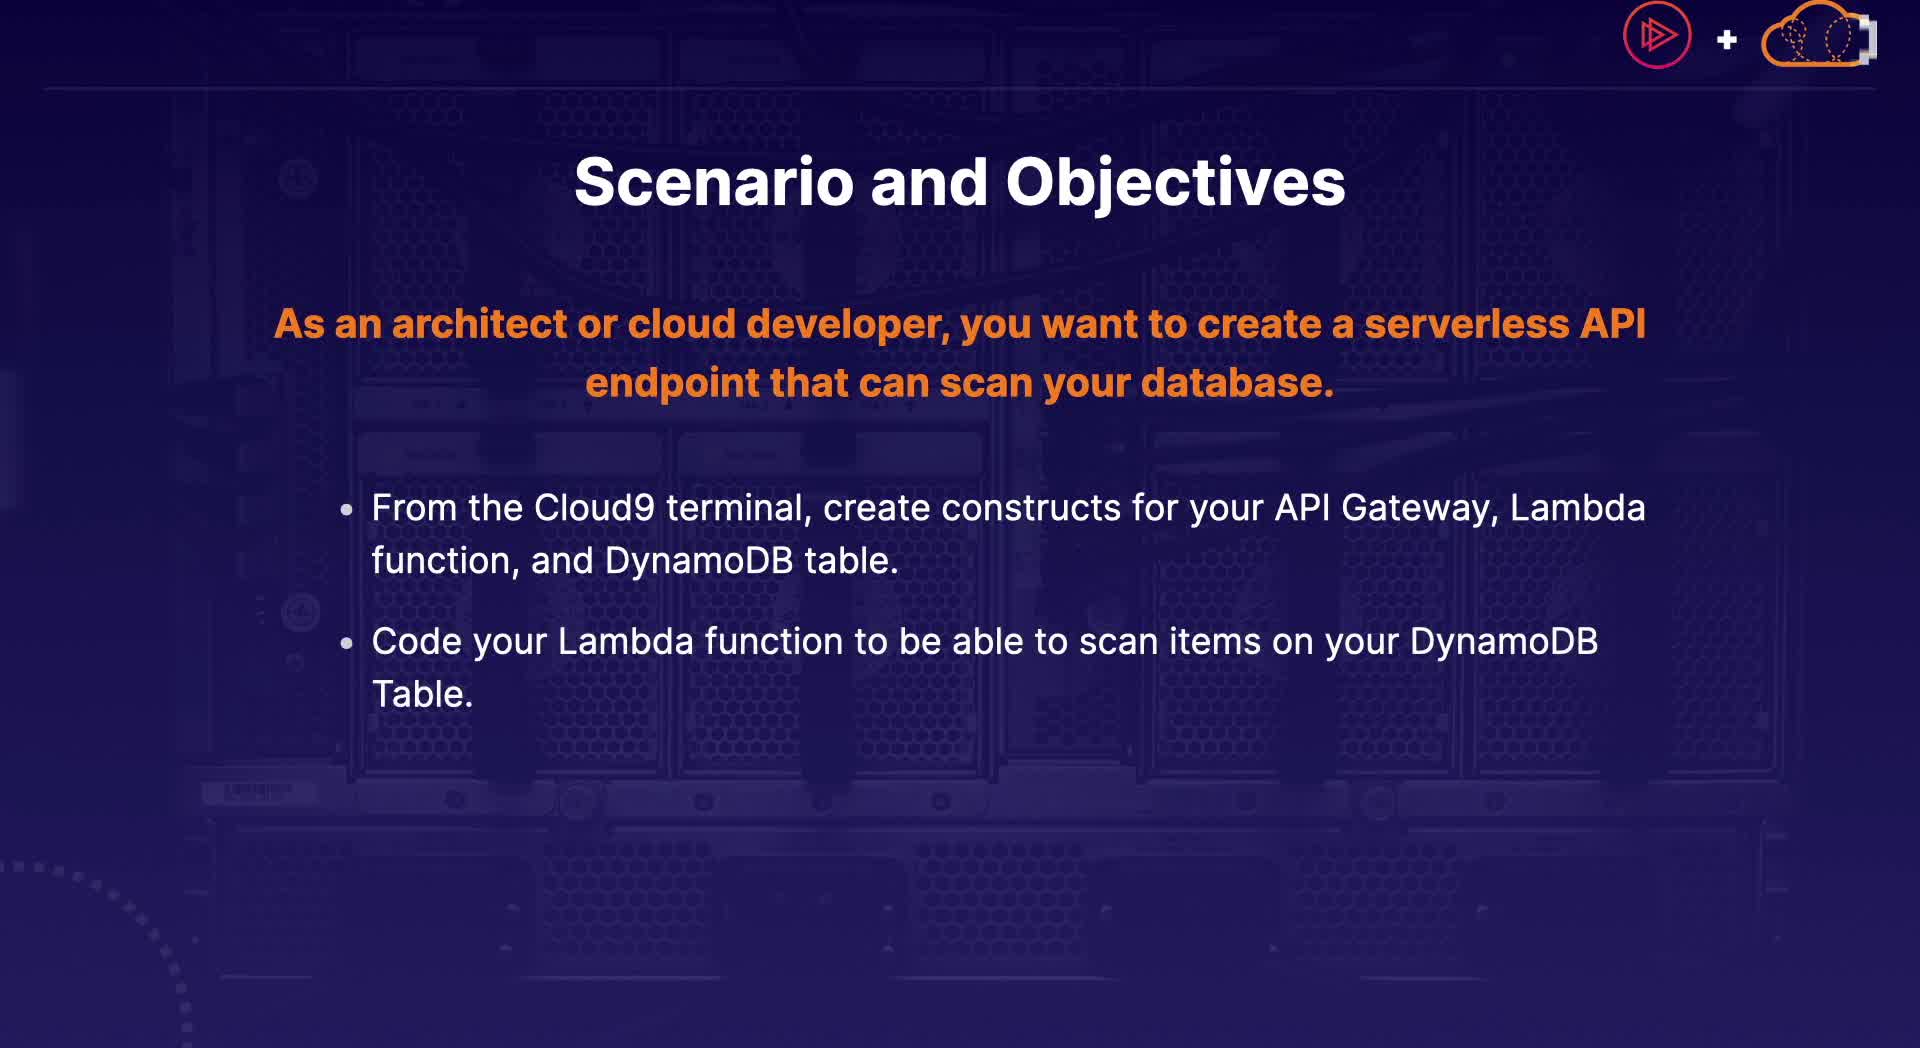 Scenario and Objectives
As an architect or cloud developer, you want to create a serverless API
endpoint that can scan your database.
• From the Cloud9 terminal, create constructs for your API Gateway, Lambda
function, and DynamoDB table.
• Code your Lambda function to be able to scan items on your DynamoDB
Table.